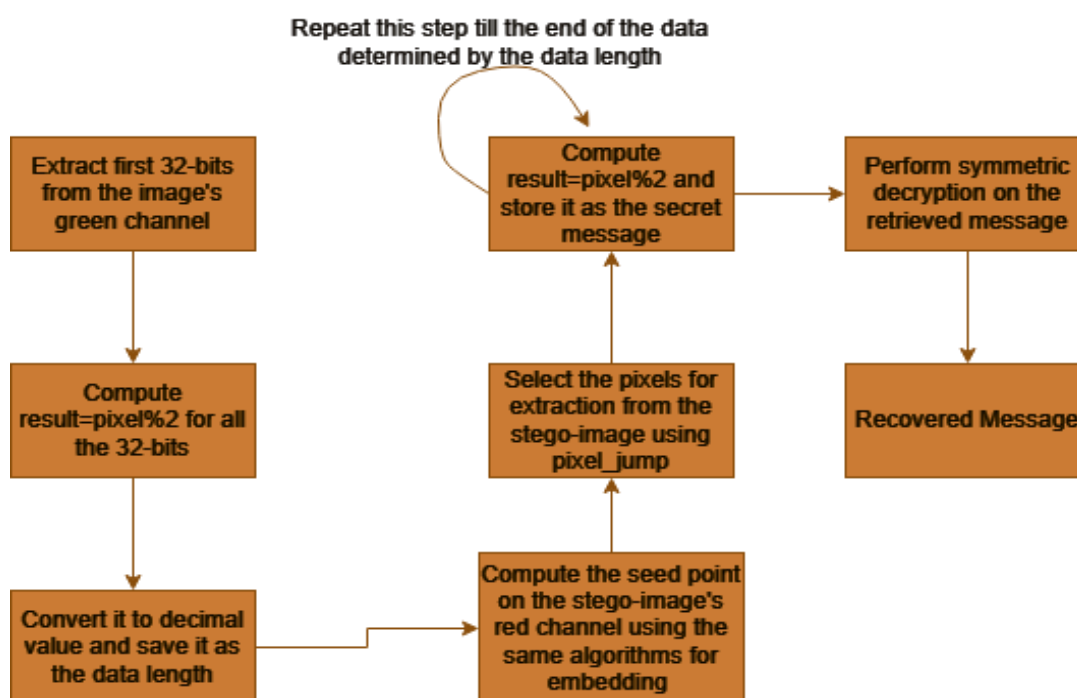 Repeat this step till the end of the data
determined by the data length
Extract first 32-bits
from the image's
green channel
Compute
result=pixel%2 for all
the 32-bits
Convert it to decimal
value and save it as
the data length
Compute the seed point
on the stego-image's
red channel using the
same algorithms for
embedding
Select the pixels for
extraction from the
stego-image using
pixel_jump
Compute
result=pixel%2 and
store it as the secret
message
Perform symmetric
decryption on the
retrieved message
Recovered Message